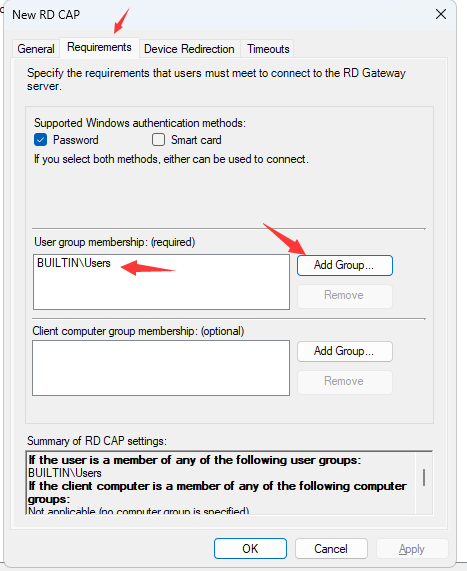 New RD CAP
General Requirements Device Redirection Timeouts
Specify the requirements that users must meet to connect to the RD Gateway
server.
Supported Windows authentication methods:
Password Smart card
If you select both methods, either can be used to connect.
User group membership: (required)
BUILTIN\Users
Add Group...
Remove
Client computer group membership: (optional)
Add Group...
Remove
Summary of RD CAP settings:
If the user is a member of any of the following user groups:
BUILTIN\Users
If the client computer is a member of any of the following computer
groups:
Not applicable (no computer group is specified)
OK Cancel Apply